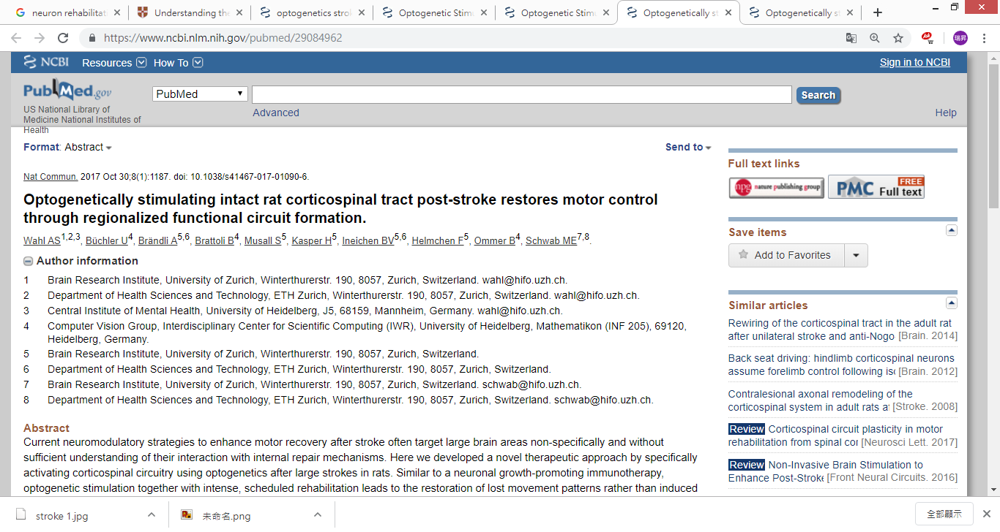 neuron rehabilitat
Understanding the
optogenetics strok
Optogenetic Stimu
Optogenetic Stimu
Optogenetically st
Optogenetically st
https://www.ncbi.nlm.nih.gov/pubmed/29084962
瑞昇
NCBI Resources How To Sign in to NCBI
PubMed.gov
US National Library of
Medicine National Institutes of
Health
PubMed
Search
Advanced
Help
Format: Abstract
Send to
Nat Commun. 2017 Oct 30;8(1):1187. doi: 10.1038/s41467-017-01090-6.
Optogenetically stimulating intact rat corticospinal tract post-stroke restores motor control
through regionalized functional circuit formation.
Wahl AS1,2,3, Büchler U4, Brändli A5,6, Brattoli B4, Musall S5, Kasper H5, Ineichen BV5,6, Helmchen F5, Ommer B4, Schwab ME7,8.
Author information
1 Brain Research Institute, University of Zurich, Winterthurerstr. 190, 8057, Zurich, Switzerland. wahl@hifo.uzh.ch.
2 Department of Health Sciences and Technology, ETH Zurich, Winterthurerstr. 190, 8057, Zurich, Switzerland. wahl@hifo.uzh.ch.
3 Central Institute of Mental Health, University of Heidelberg, J5, 68159, Mannheim, Germany. wahl@hifo.uzh.ch.
4 Computer Vision Group, Interdisciplinary Center for Scientific Computing (IWR), University of Heidelberg, Mathematikon (INF 205), 69120,
Heidelberg, Germany.
5 Brain Research Institute, University of Zurich, Winterthurerstr. 190, 8057, Zurich, Switzerland.
6 Department of Health Sciences and Technology, ETH Zurich, Winterthurerstr. 190, 8057, Zurich, Switzerland.
7 Brain Research Institute, University of Zurich, Winterthurerstr. 190, 8057, Zurich, Switzerland. schwab@hifo.uzh.ch.
8 Department of Health Sciences and Technology, ETH Zurich, Winterthurerstr. 190, 8057, Zurich, Switzerland. schwab@hifo.uzh.ch.
Abstract
Current neuromodulatory strategies to enhance motor recovery after stroke often target large brain areas non-specifically and without
sufficient understanding of their interaction with internal repair mechanisms. Here we developed a novel therapeutic approach by specifically
activating corticospinal circuitry using optogenetics after large strokes in rats. Similar to a neuronal growth-promoting immunotherapy,
optogenetic stimulation together with intense, scheduled rehabilitation leads to the restoration of lost movement patterns rather than induced
Full text links
npg nature publishing group
PMC FREE Full text
Save items
Add to Favorites
Similar articles
Rewiring of the corticospinal tract in the adult rat
after unilateral stroke and anti-Nogo [Brain. 2014]
Back seat driving: hindlimb corticospinal neurons
assume forelimb control following isc [Brain. 2012]
Contralesional axonal remodeling of the
corticospinal system in adult rats af [Stroke. 2008]
Review Corticospinal circuit plasticity in motor
rehabilitation from spinal cor [Neurosci Lett. 2017]
Review Non-Invasive Brain Stimulation to
Enhance Post-Stroke [Front Neural Circuits. 2016]
stroke 1.jpg
未命名.png
全部顯示